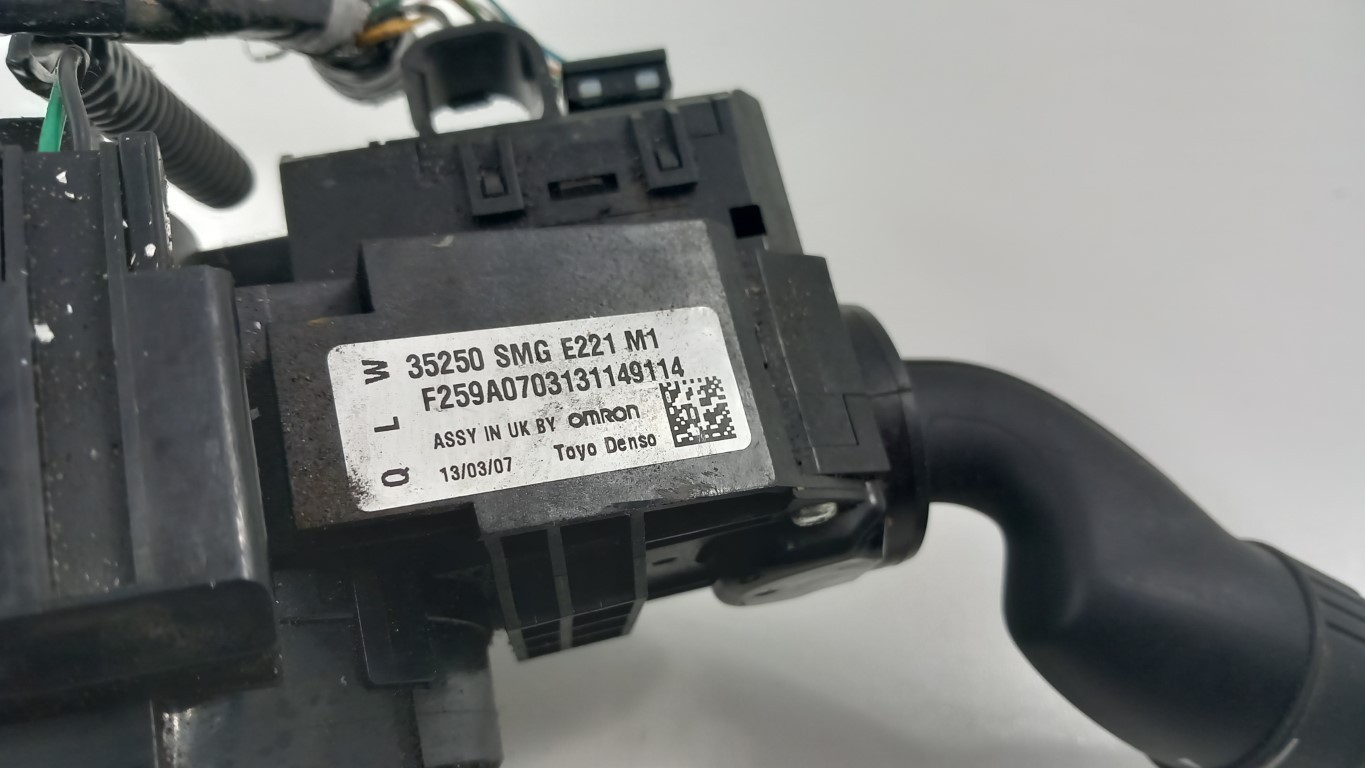 W 35250 SMG E221 M1
F259A0703131149114
L ASSY IN UK BY OMRON
Q 13/03/07 Toyo Denso